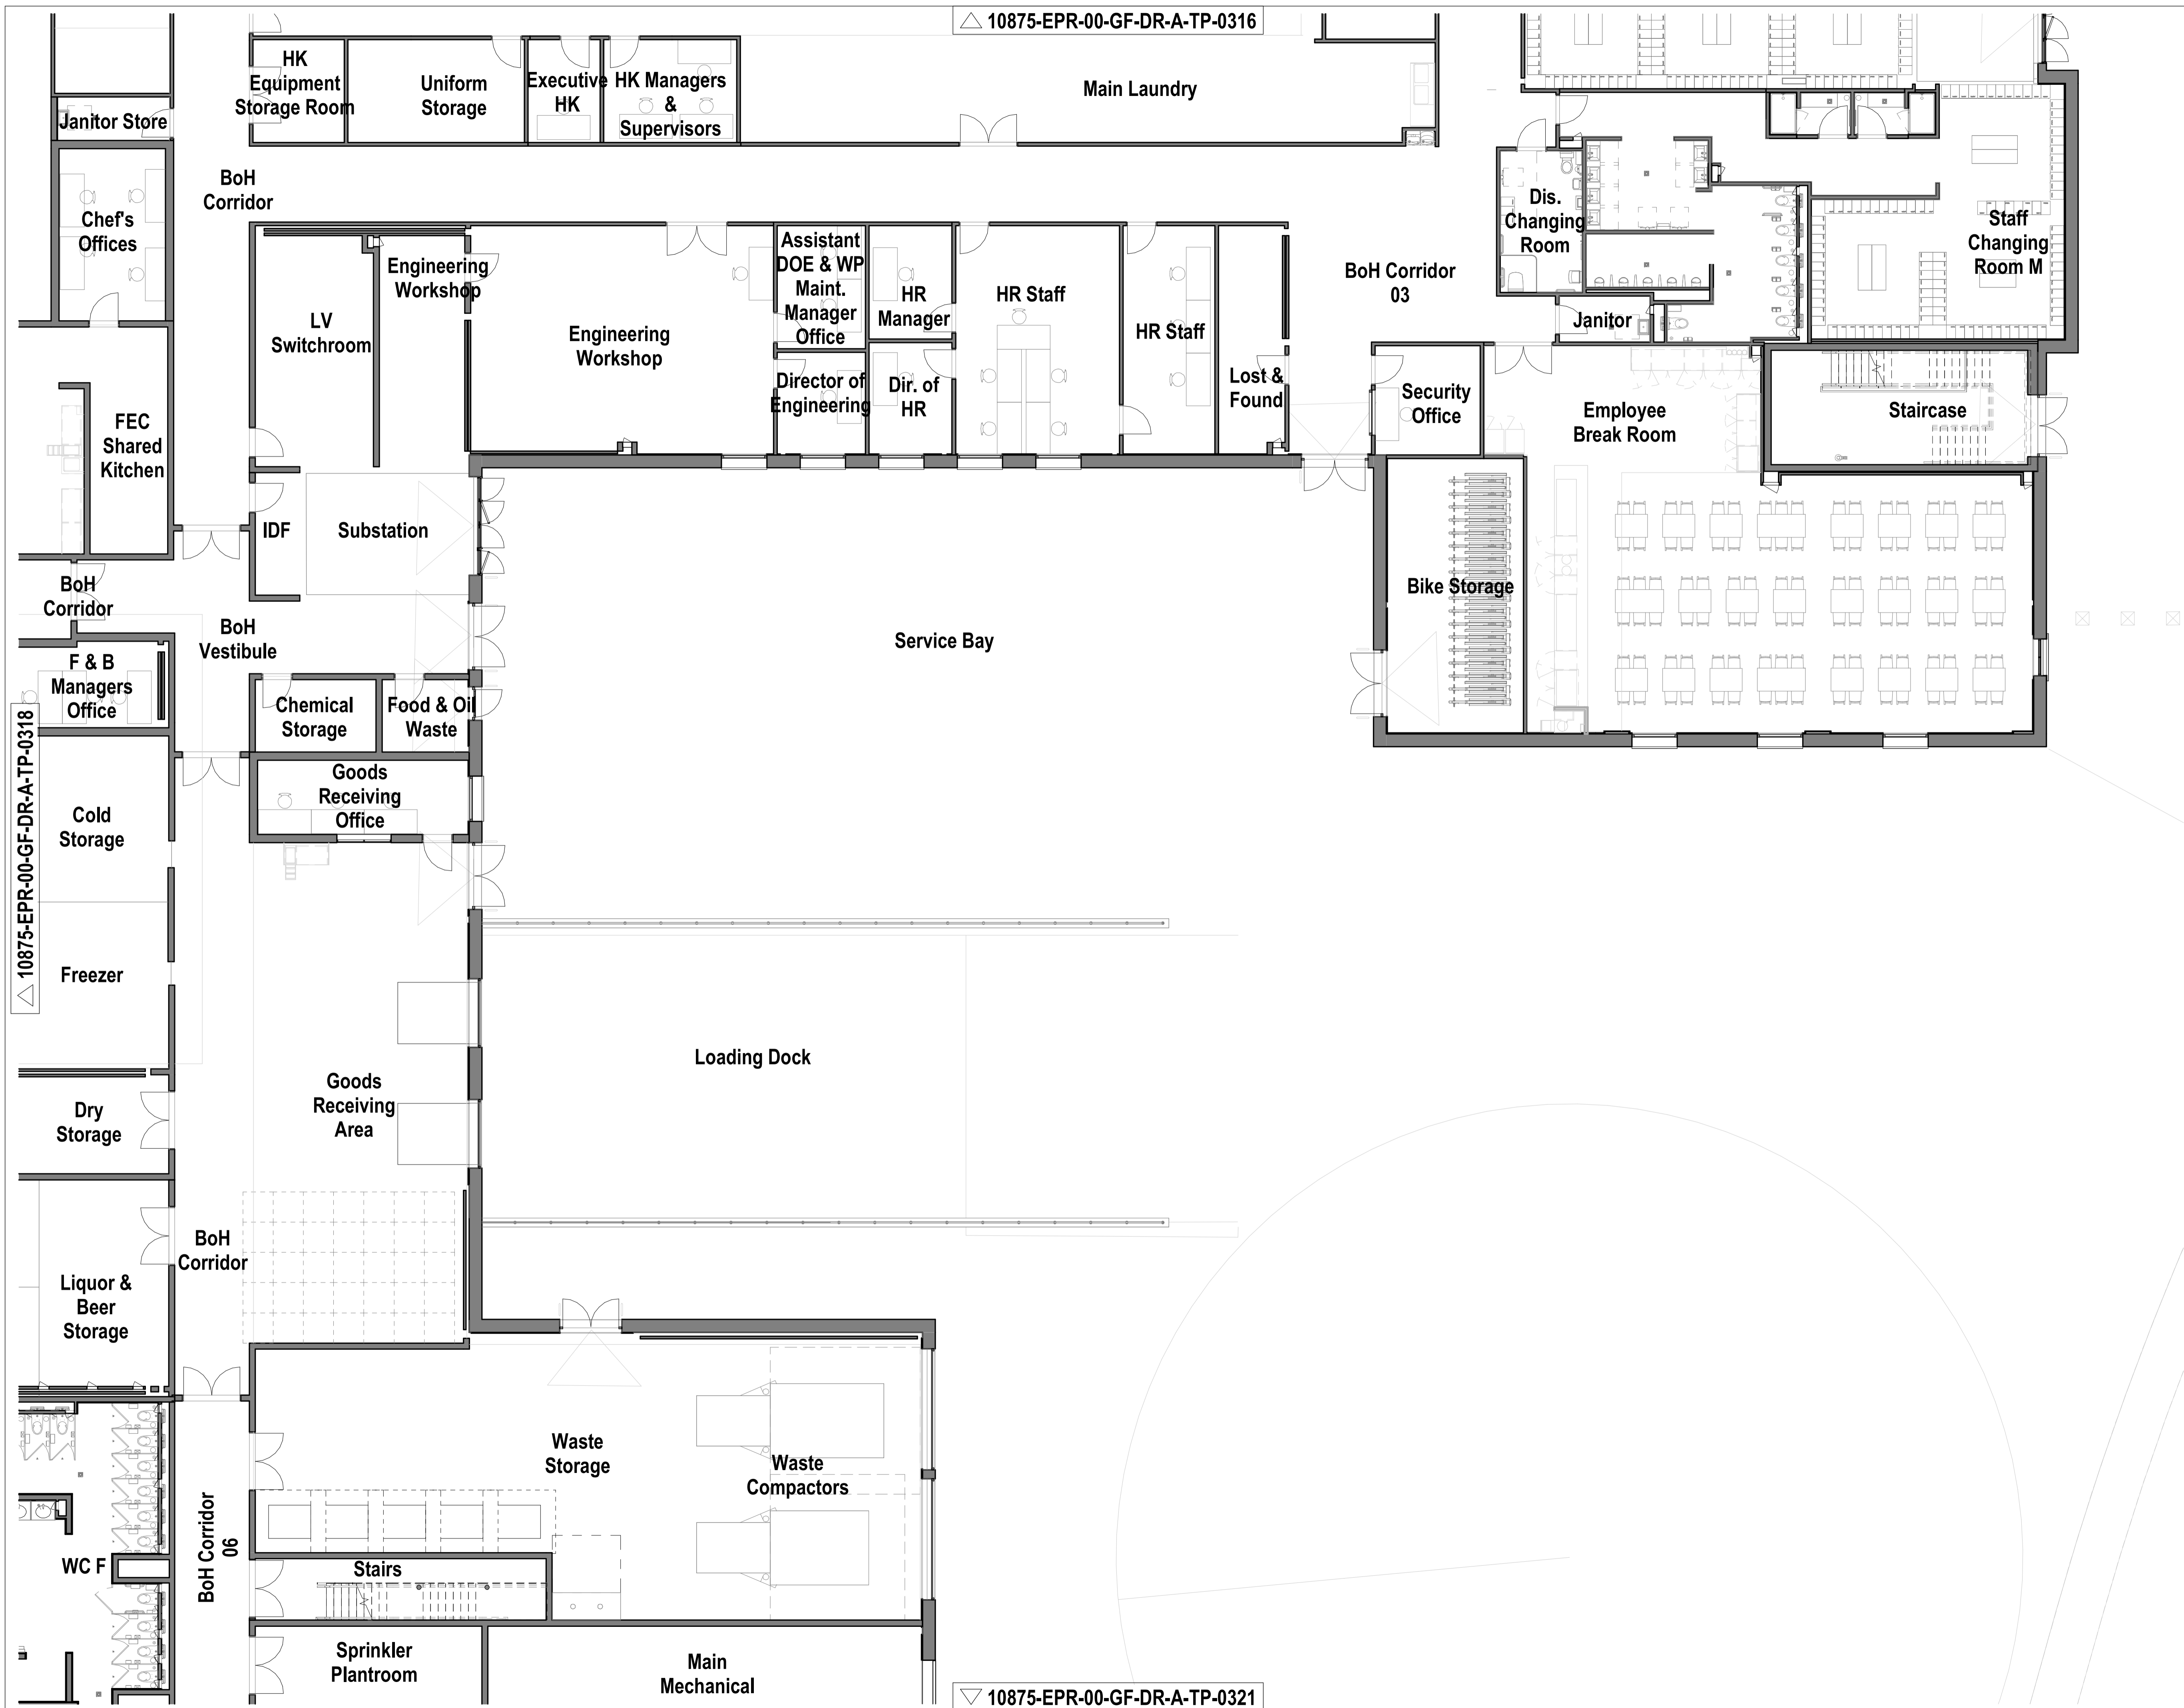 10875-EPR-00-GF-DR-A-TP-0316
HK
Equipment
Storage Room
Uniform
Storage
Executive
HK
HK Managers
&
Supervisors
Main Laundry
Janitor Store
BoH
Corridor
Chef's
Offices
Dis.
Changing
Room
Staff
Changing
Room M
LV
Switchroom
Engineering
Workshop
Engineering
Workshop
Assistant
DOE & WP
Maint.
Manager
Office
HR
Manager
HR Staff
HR Staff
BoH Corridor
03
Janitor
Director of
Engineering
Dir. of
HR
Lost &
Found
Security
Office
Employee
Break Room
Staircase
FEC
Shared
Kitchen
IDF
Substation
BoH
Corridor
BoH
Vestibule
Service Bay
Bike Storage
F & B
Managers
Office
Chemical
Storage
Food & Oil
Waste
10875-EPR-00-GF-DR-A-TP-0318
Goods
Receiving
Office
Cold
Storage
Freezer
Loading Dock
Goods
Receiving
Area
Dry
Storage
BoH
Corridor
Liquor &
Beer
Storage
Waste
Storage
Waste
Compactors
BoH Corridor
06
WC F
Stairs
Sprinkler
Plantroom
Main
Mechanical
10875-EPR-00-GF-DR-A-TP-0321